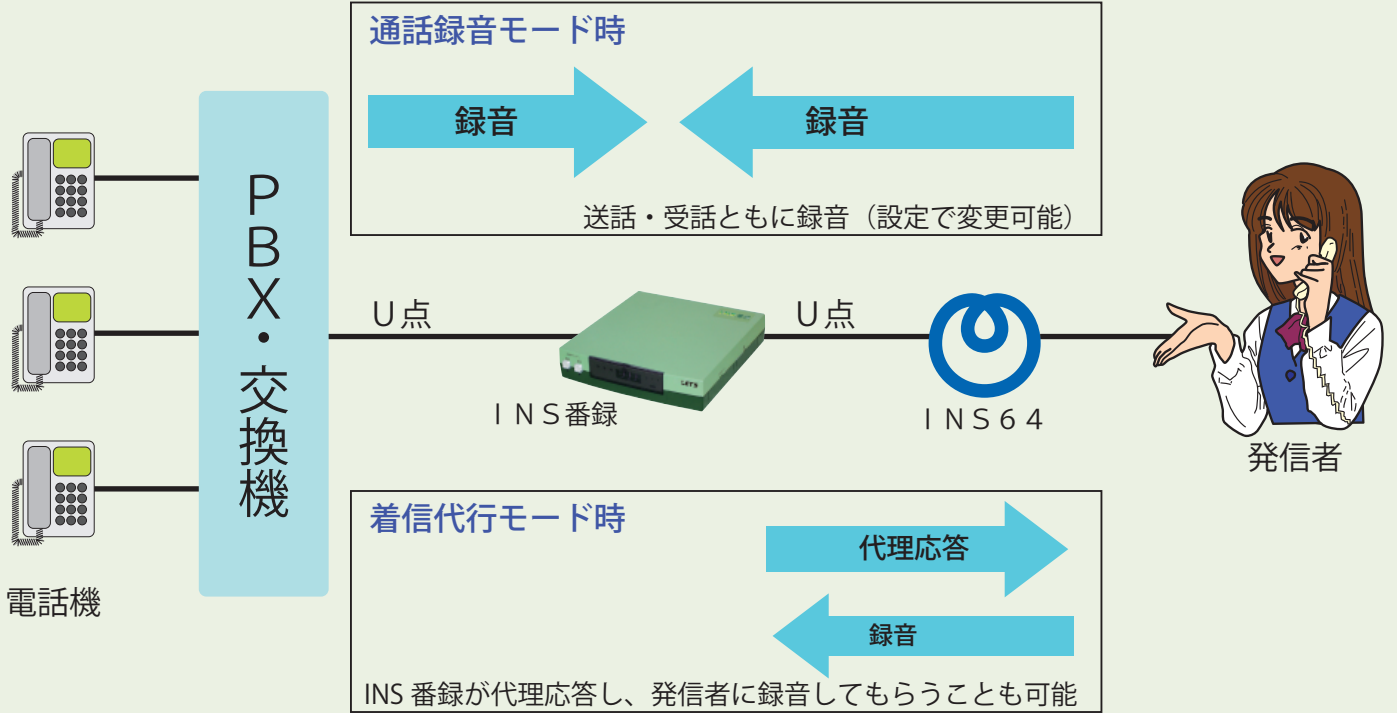 通話録音モード時
録音
録音
送話・受話ともに録音（設定で変更可能）
PBX・交換機
U点
U点
ＩＮＳ番録
LET'S
ＩＮＳ６４
発信者
電話機
着信代行モード時
代理応答
録音
INS 番録が代理応答し、発信者に録音してもらうことも可能